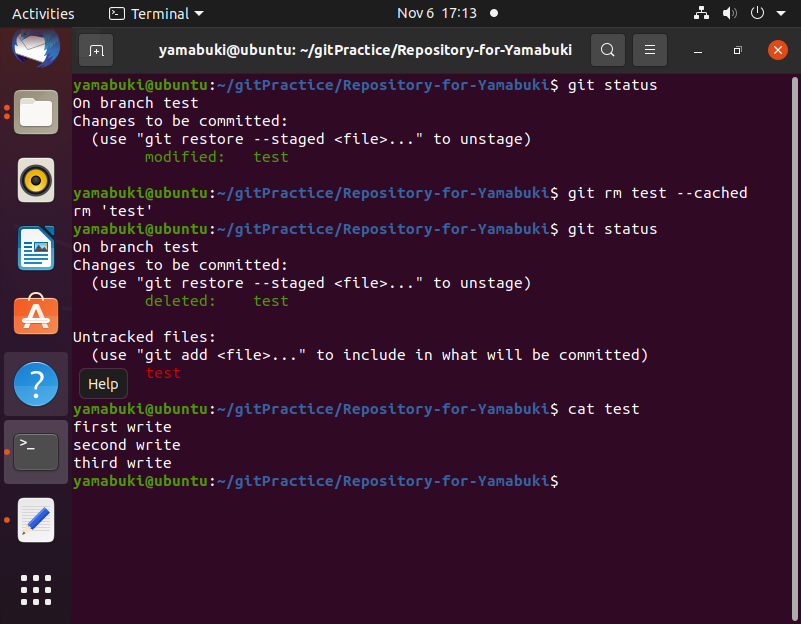 Activities
Terminal
Nov 6 17:13
yamabuki@ubuntu: ~/gitPractice/Repository-for-Yamabuki
yamabuki@ubuntu:~/gitPractice/Repository-for-Yamabuki$ git status
On branch test
Changes to be committed:
  (use "git restore --staged <file>..." to unstage)
        modified:   test
yamabuki@ubuntu:~/gitPractice/Repository-for-Yamabuki$ git rm test --cached
rm 'test'
yamabuki@ubuntu:~/gitPractice/Repository-for-Yamabuki$ git status
On branch test
Changes to be committed:
  (use "git restore --staged <file>..." to unstage)
        deleted:    test
Untracked files:
  (use "git add <file>..." to include in what will be committed)
        test
Help
yamabuki@ubuntu:~/gitPractice/Repository-for-Yamabuki$ cat test
first write
second write
third write
yamabuki@ubuntu:~/gitPractice/Repository-for-Yamabuki$